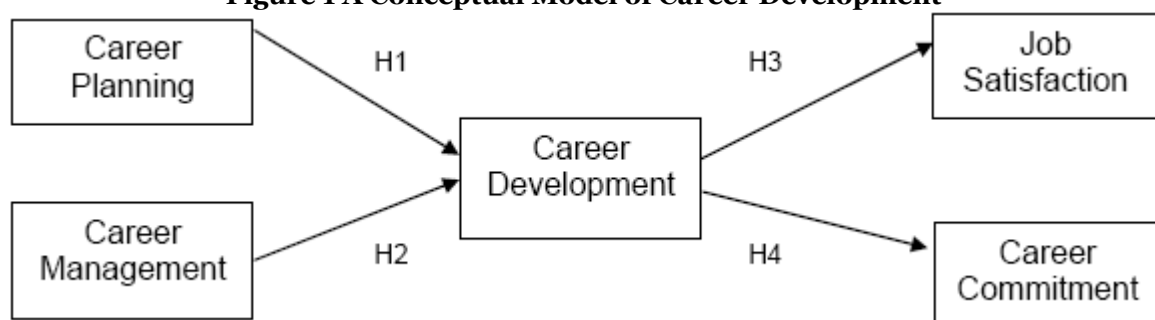 Figure 1 A Conceptual Model of Career Development
Career
Planning
H1
H3
Job
Satisfaction
Career
Development
Career
Management
H2
H4
Career
Commitment